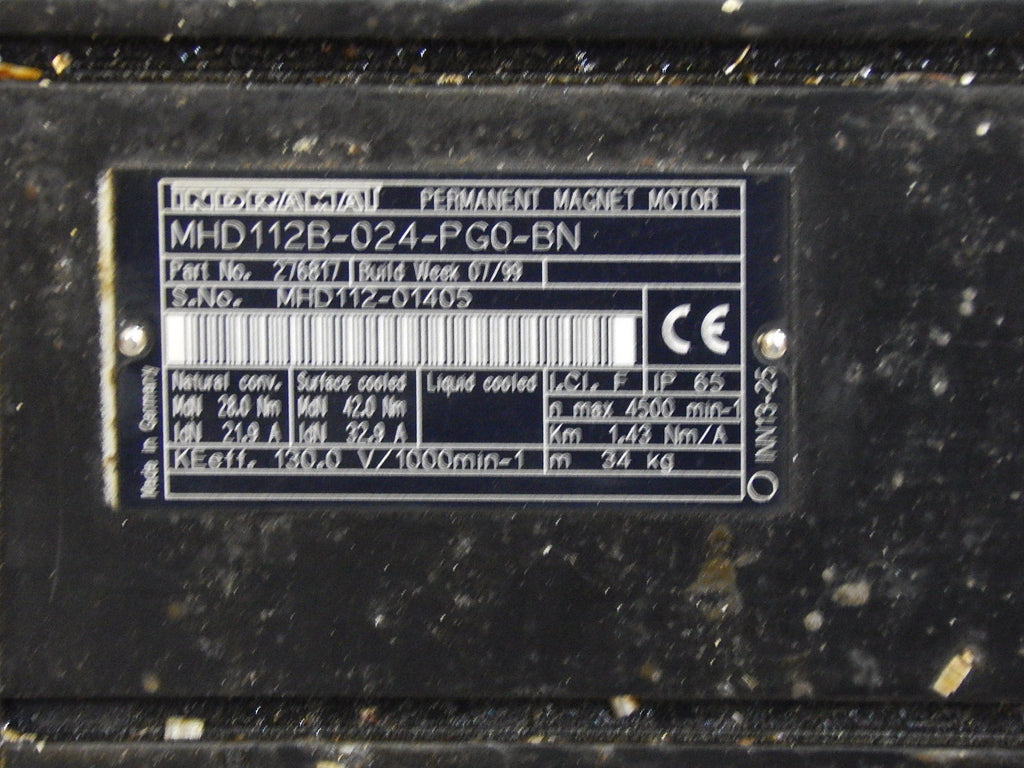 INDRAMAT PERMANENT MAGNET MOTOR
MHD112B-024-PG0-BN
Part No. 276817 Build Week 07/99
S.No. MHD112-01405
CE
Natural conv. Surface cooled Liquid cooled I.Cl. F IP 65
MdN 28.0 Nm MdN 42.0 Nm n max 4500 min-1
IdN 21.9 A IdN 32.9 A Km 1.43 Nm/A
KEeff. 130.0 V/1000min-1 m 34 kg
Made in Germany
INN13-25